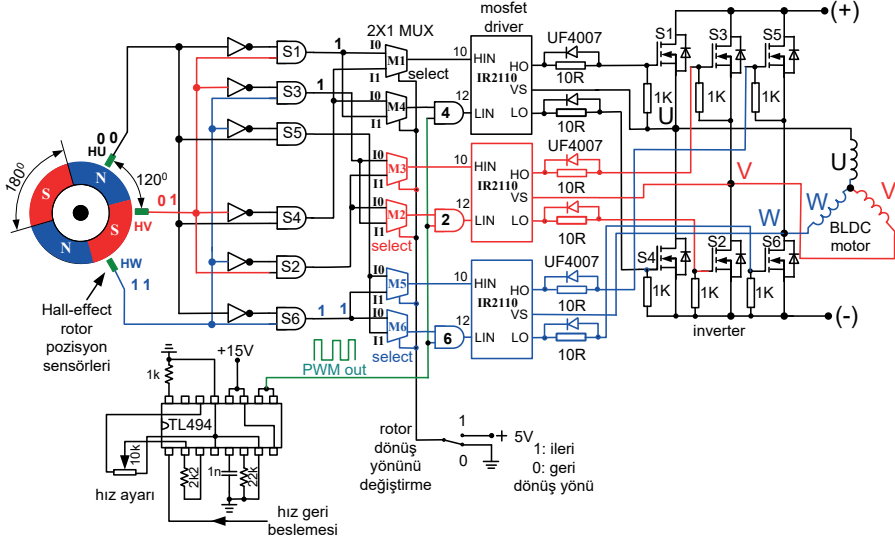 2X1 MUX
mosfet
driver
UF4007
(+)
S1
S3
S5
S1
I0
I1
M1
select
10
HIN
HO
IR2110
VS
LIN
LO
10R
1K
1K
1K
1
S3
M4
12
4
UF4007
10R
U
S5
0 0
HU
180⁰
120⁰
N
S
S
N
0 1
HV
HW
1 1
I0
I1
M3
10
HIN
HO
IR2110
VS
LIN
LO
UF4007
10R
V
W
U
V
W
BLDC
motor
S4
I0
I1
M2
select
12
2
10R
S2
Hall-effect
rotor
pozisyon
sensörleri
S6
1 1
I0
I1
M5
10
HIN
HO
IR2110
VS
LIN
LO
UF4007
10R
S4
S2
S6
1K
1K
1K
(-)
inverter
I0
I1
M6
select
12
6
10R
+15V
1k
PWM out
TL494
10k
2k2
1n
22k
hız ayarı
hız geri
beslemesi
rotor
dönüş
yönünü
değiştirme
1
0
+ 5V
1: ileri
0: geri
dönüş yönü